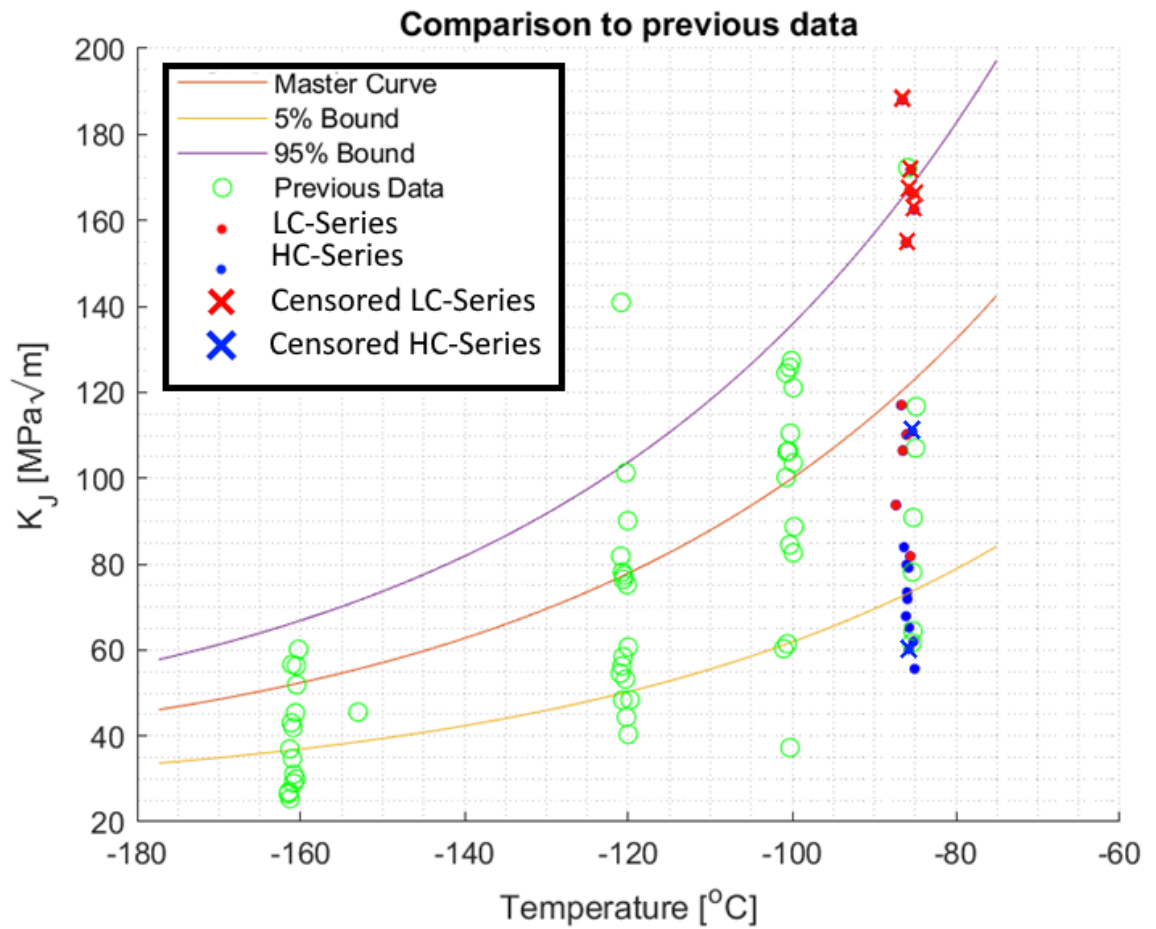 Comparison to previous data
200
180
160
140
120
100
80
60
40
20
K_J [MPa√m]
Master Curve
5% Bound
95% Bound
Previous Data
LC-Series
HC-Series
Censored LC-Series
Censored HC-Series
-180
-160
-140
-120
-100
-80
-60
Temperature [°C]